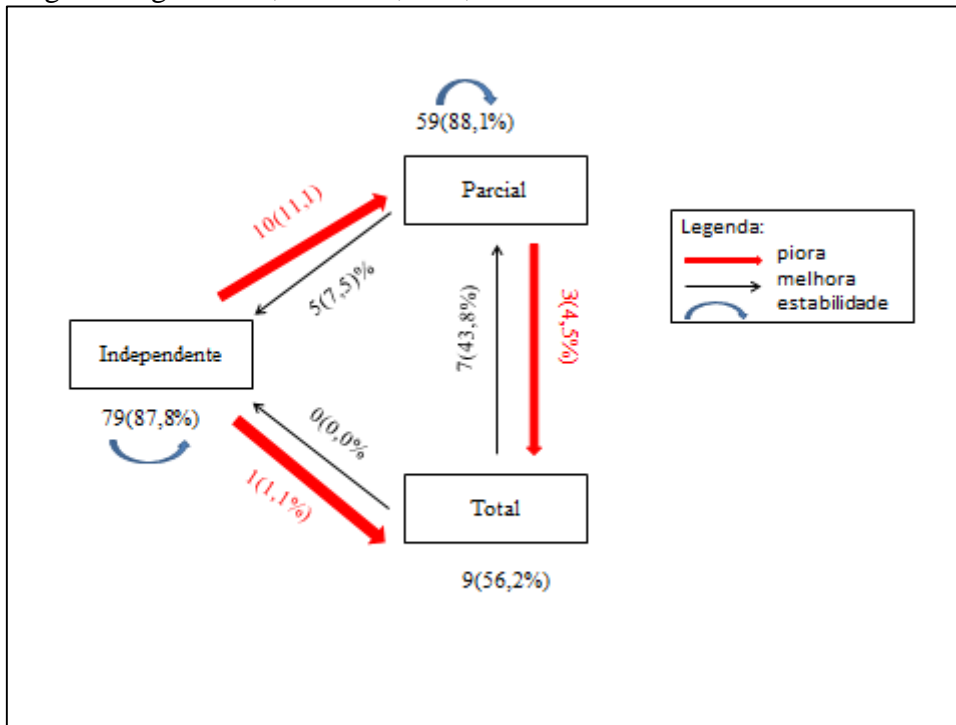 59(88,1%)
Parcial
10(11,1)
5(7,5)%
Legenda:
piora
melhora
estabilidade
7(43,8%)
3(4,5%)
Independente
79(87,8%)
0(0,0%
1(1,1%)
Total
9(56,2%)